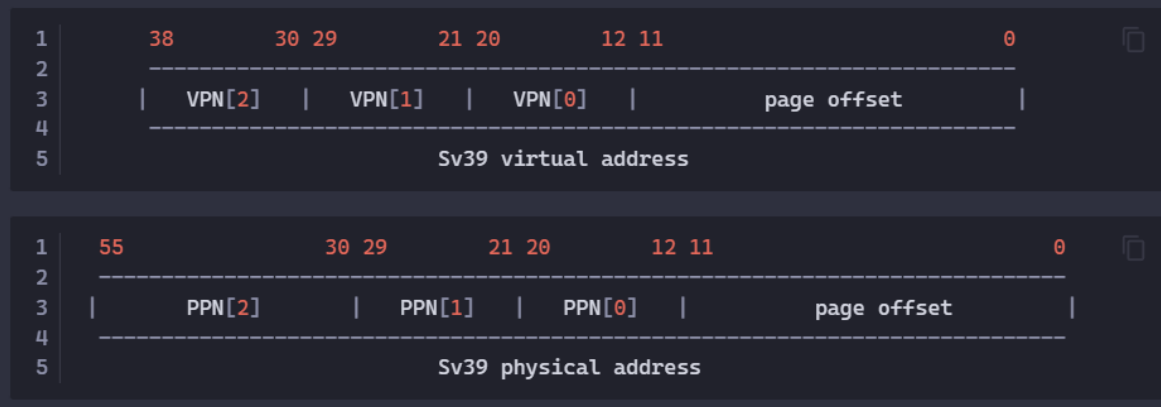 1 38 30 29 21 20 12 11 0
2 ----------------------------------------------------------------------
3 | VPN[2] | VPN[1] | VPN[0] | page offset |
4 ----------------------------------------------------------------------
5 Sv39 virtual address
1 55 30 29 21 20 12 11 0
2 ------------------------------------------------------------------------------
3 | PPN[2] | PPN[1] | PPN[0] | page offset |
4 ------------------------------------------------------------------------------
5 Sv39 physical address